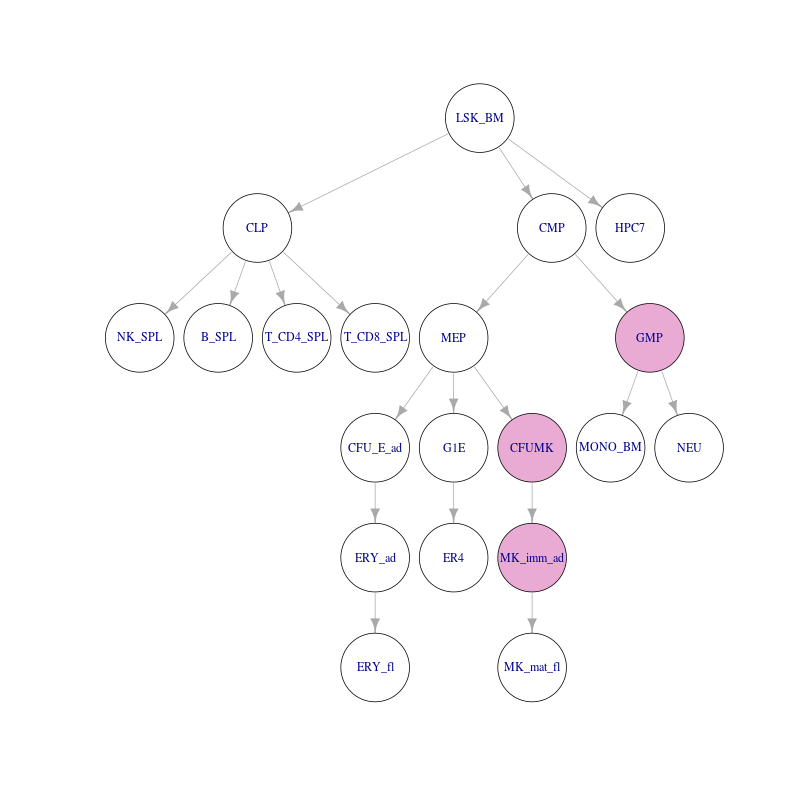 LSK_BM
CLP
CMP
HPC7
NK_SPL
B_SPL
T_CD4_SPL
T_CD8_SPL
MEP
GMP
CFU_E_ad
G1E
CFUMK
MONO_BM
NEU
ERY_ad
ER4
MK_imm_ad
ERY_fl
MK_mat_fl